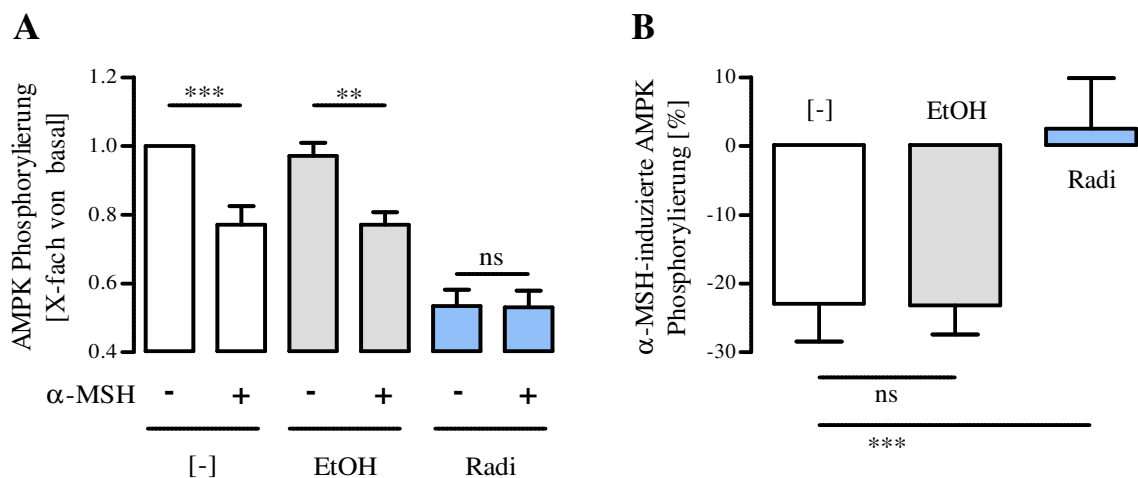 A
AMPK Phosphorylierung
[X-fach von basal]
1.2
1.0
0.8
0.6
0.4
***
**
ns
α-MSH - + - + - +
[-] EtOH Radi
B
α-MSH-induzierte AMPK
Phosphorylierung [%]
10
0
-10
-20
-30
[-] EtOH
Radi
ns
***